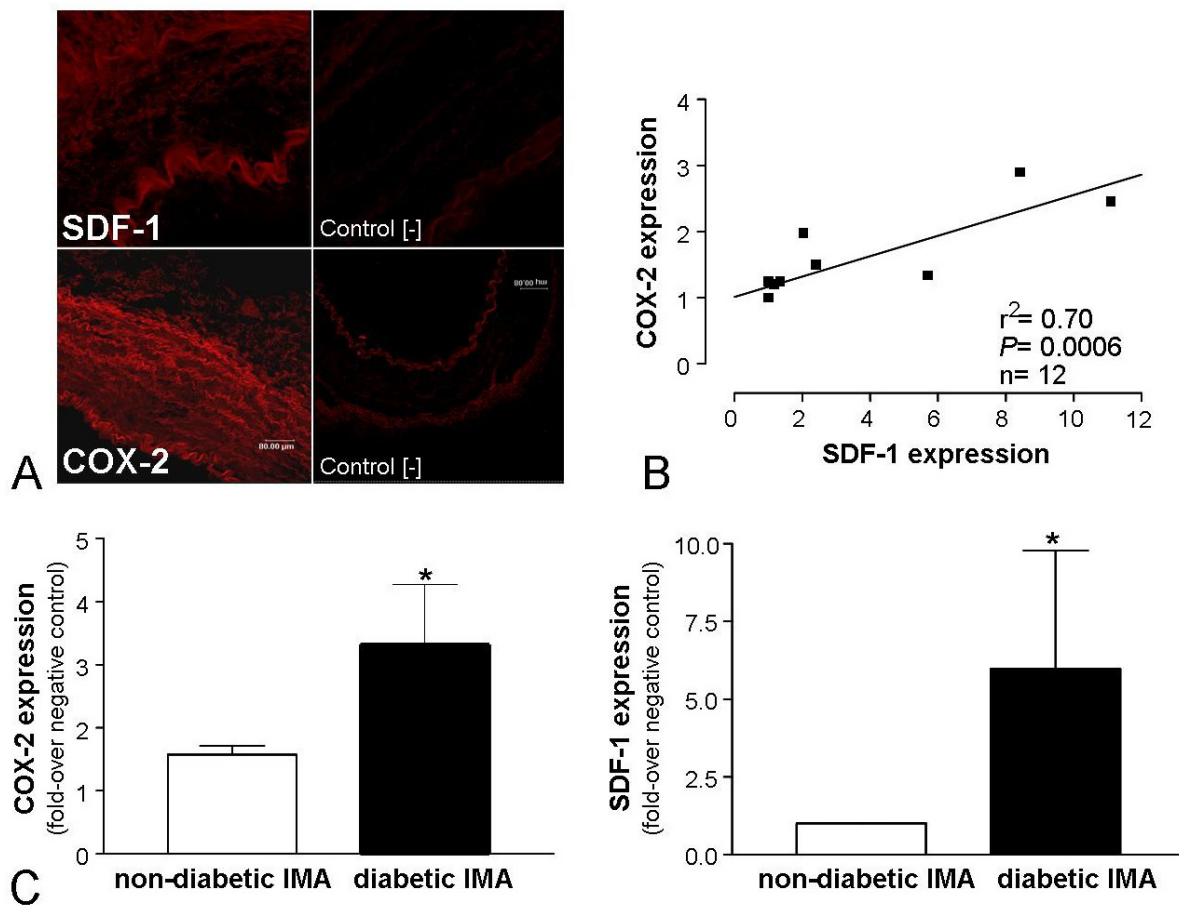 SDF-1
Control [-]
COX-2
80.00 µm
Control [-]
80.00 µm
A
COX-2 expression
4
3
2
1
0
0 2 4 6 8 10 12
SDF-1 expression
r²= 0.70
P= 0.0006
n= 12
B
COX-2 expression
(fold-over negative control)
5
4
3
2
1
0
*
non-diabetic IMA diabetic IMA
C
SDF-1 expression
(fold-over negative control)
10.0
7.5
5.0
2.5
0.0
*
non-diabetic IMA diabetic IMA